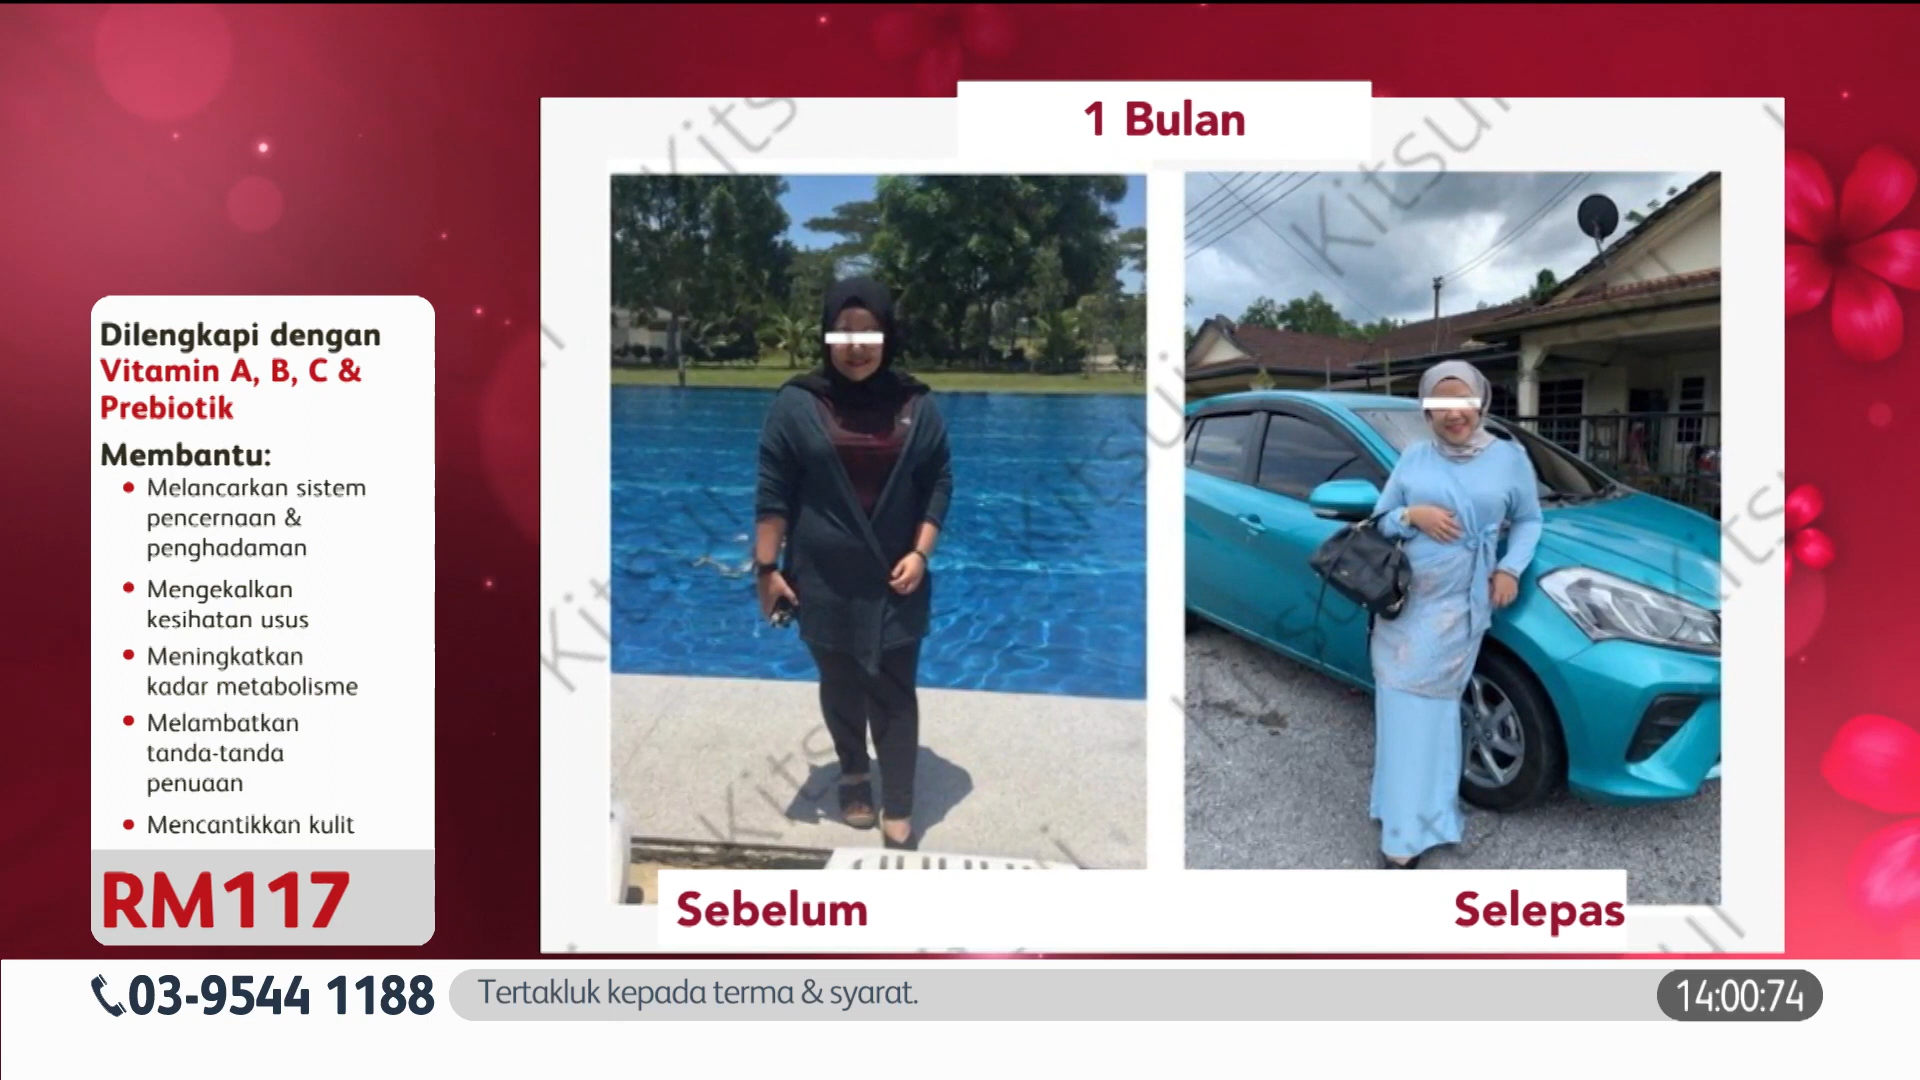 1 Bulan
Dilengkapi dengan
Vitamin A, B, C &
Prebiotik
Membantu:
• Melancarkan sistem
pencernaan &
penghadaman
• Mengekalkan
kesihatan usus
• Meningkatkan
kadar metabolisme
• Melambatkan
tanda-tanda
penuaan
• Mencantikkan kulit
RM117
Sebelum
Selepas
03-9544 1188
Tertakluk kepada terma & syarat.
14:00:74